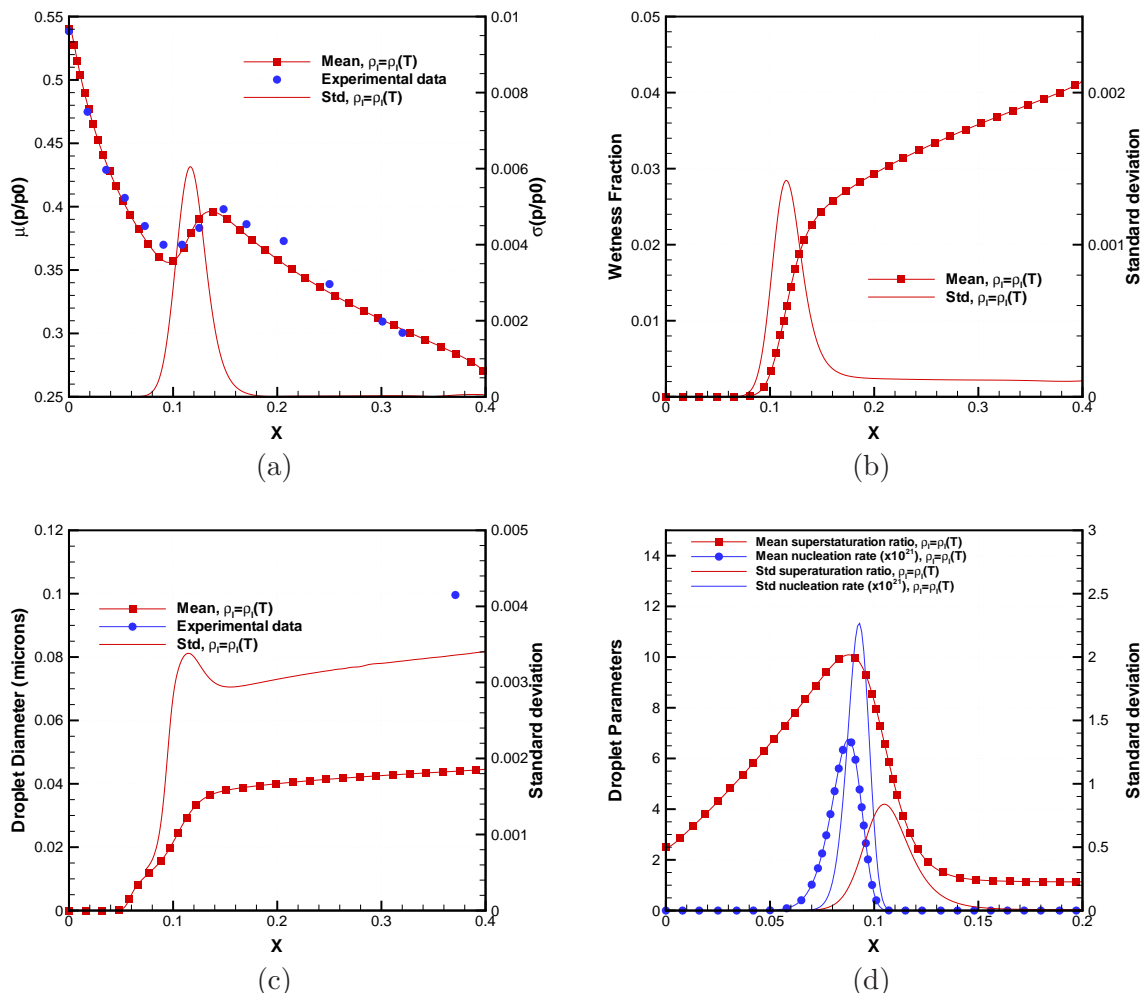 0.55
0.5
0.45
0.4
0.35
0.3
0.25
μ(p/p0)
0.01
0.008
0.006
0.004
0.002
0
σ(p/p0)
Mean, ρl=ρl(T)
Experimental data
Std, ρl=ρl(T)
0 0.1 0.2 0.3 0.4
X
(a)
0.05
0.04
0.03
0.02
0.01
0
Wetness Fraction
0.002
0.001
0
Standard deviation
Mean, ρl=ρl(T)
Std, ρl=ρl(T)
0 0.1 0.2 0.3 0.4
X
(b)
0.12
0.1
0.08
0.06
0.04
0.02
0
Droplet Diameter (microns)
0.005
0.004
0.003
0.002
0.001
0
Standard deviation
Mean, ρl=ρl(T)
Experimental data
Std, ρl=ρl(T)
0 0.1 0.2 0.3 0.4
X
(c)
14
12
10
8
6
4
2
0
Droplet Parameters
3
2.5
2
1.5
1
0.5
0
Standard deviation
Mean superstaturation ratio, ρl=ρl(T)
Mean nucleation rate (x10^21), ρl=ρl(T)
Std superaturation ratio, ρl=ρl(T)
Std nucleation rate (x10^21), ρl=ρl(T)
0 0.05 0.1 0.15 0.2
X
(d)